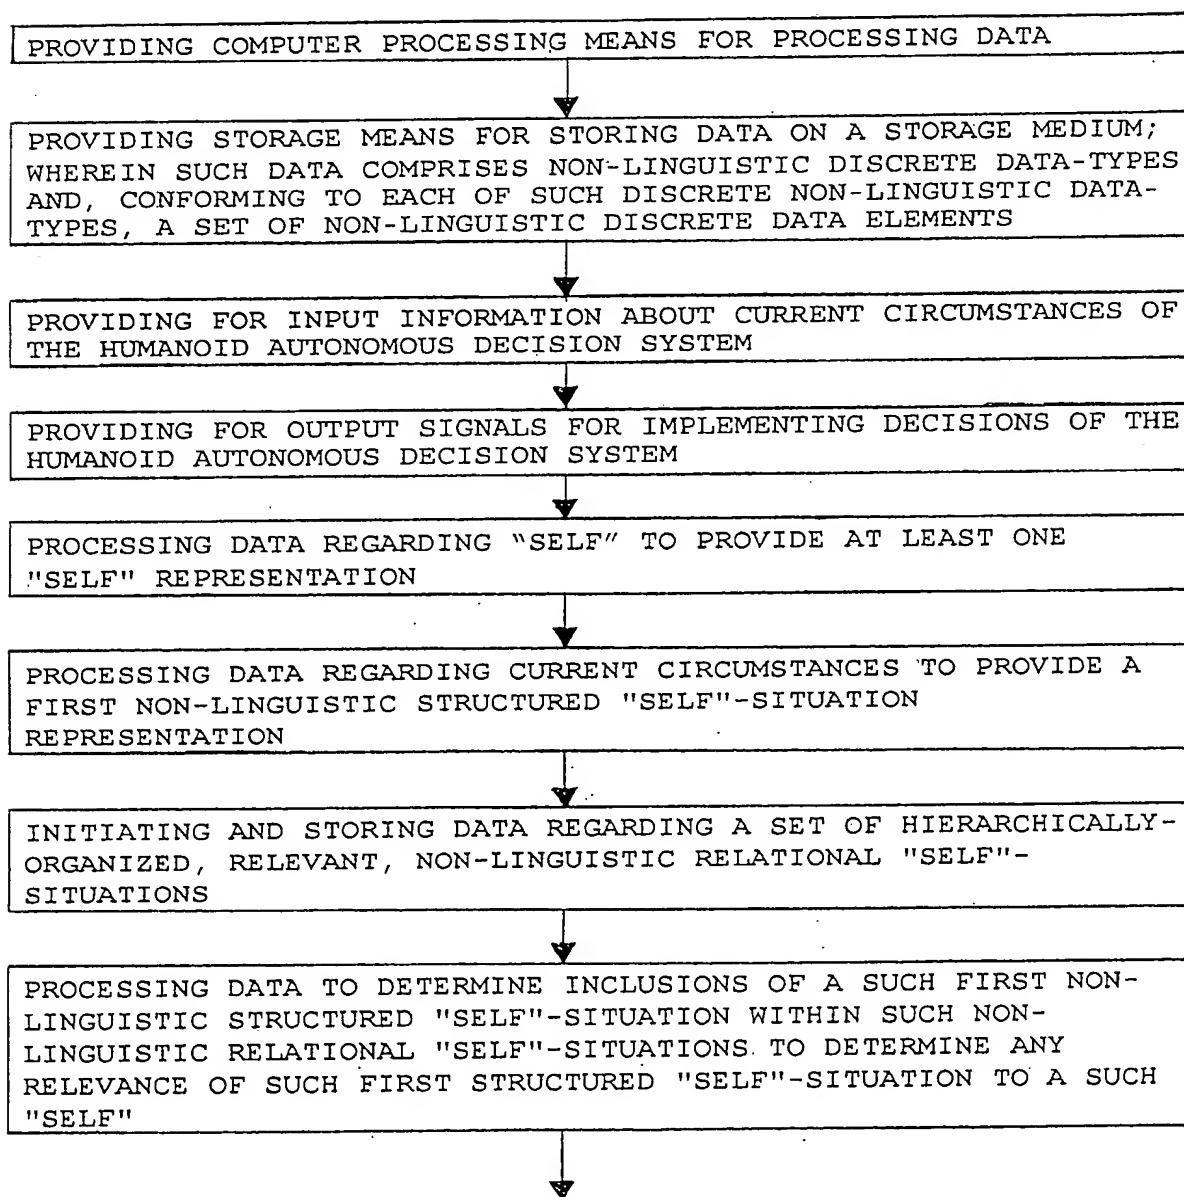 PROVIDING COMPUTER PROCESSING MEANS FOR PROCESSING DATA
PROVIDING STORAGE MEANS FOR STORING DATA ON A STORAGE MEDIUM;
WHEREIN SUCH DATA COMPRISES NON-LINGUISTIC DISCRETE DATA-TYPES
AND, CONFORMING TO EACH OF SUCH DISCRETE NON-LINGUISTIC DATA-
TYPES, A SET OF NON-LINGUISTIC DISCRETE DATA ELEMENTS
PROVIDING FOR INPUT INFORMATION ABOUT CURRENT CIRCUMSTANCES OF
THE HUMANOID AUTONOMOUS DECISION SYSTEM
PROVIDING FOR OUTPUT SIGNALS FOR IMPLEMENTING DECISIONS OF THE
HUMANOID AUTONOMOUS DECISION SYSTEM
PROCESSING DATA REGARDING “SELF” TO PROVIDE AT LEAST ONE
"SELF" REPRESENTATION
PROCESSING DATA REGARDING CURRENT CIRCUMSTANCES TO PROVIDE A
FIRST NON-LINGUISTIC STRUCTURED "SELF"-SITUATION
REPRESENTATION
INITIATING AND STORING DATA REGARDING A SET OF HIERARCHICALLY-
ORGANIZED, RELEVANT, NON-LINGUISTIC RELATIONAL "SELF"-
SITUATIONS
PROCESSING DATA TO DETERMINE INCLUSIONS OF A SUCH FIRST NON-
LINGUISTIC STRUCTURED "SELF"-SITUATION WITHIN SUCH NON-
LINGUISTIC RELATIONAL "SELF"-SITUATIONS TO DETERMINE ANY
RELEVANCE OF SUCH FIRST STRUCTURED "SELF"-SITUATION TO A SUCH
"SELF"